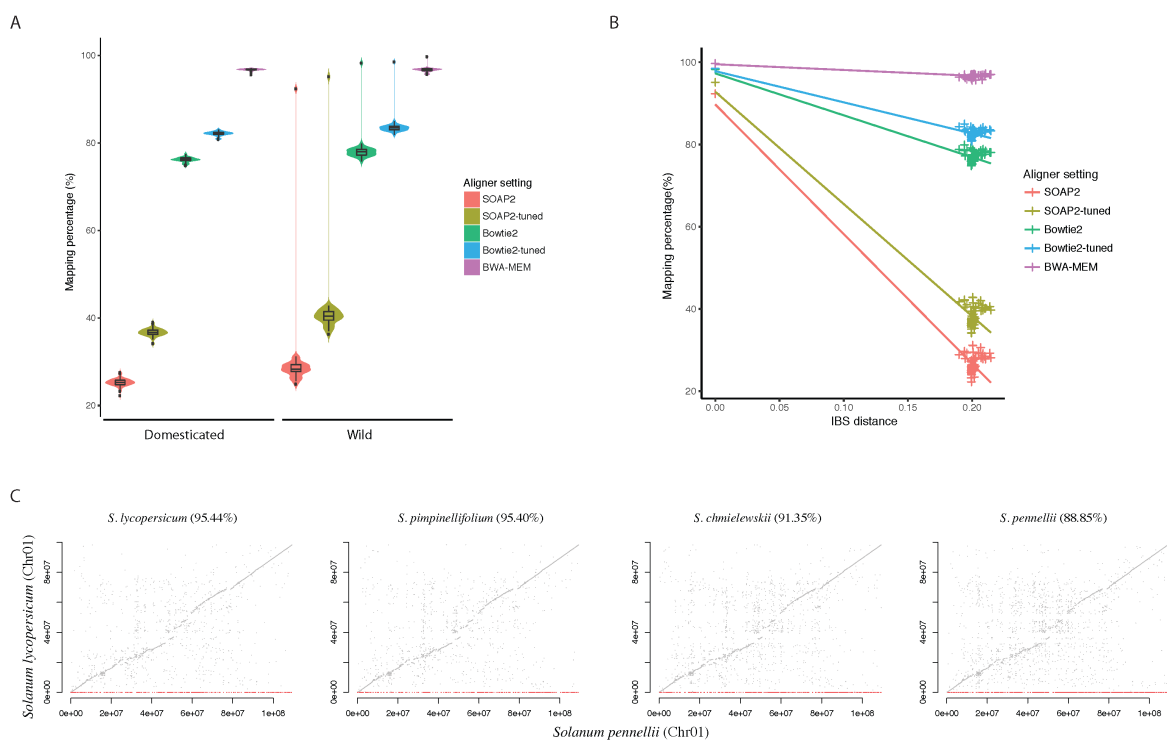 A
Mapping percentage (%)
100
80
60
40
20
Domesticated Wild
Aligner setting
SOAP2
SOAP2-tuned
Bowtie2
Bowtie2-tuned
BWA-MEM
B
Mapping percentage(%)
100
80
60
40
20
0.00 0.05 0.10 0.15 0.20
IBS distance
Aligner setting
SOAP2
SOAP2-tuned
Bowtie2
Bowtie2-tuned
BWA-MEM
C
Solanum lycopersicum (Chr01)
S. lycopersicum (95.44%)
8e+07
4e+07
0e+00
0e+00 2e+07 4e+07 6e+07 8e+07 1e+08
S. pimpinellifolium (95.40%)
8e+07
4e+07
0e+00
0e+00 2e+07 4e+07 6e+07 8e+07 1e+08
S. chmielewskii (91.35%)
8e+07
4e+07
0e+00
0e+00 2e+07 4e+07 6e+07 8e+07 1e+08
S. pennellii (88.85%)
8e+07
4e+07
0e+00
0e+00 2e+07 4e+07 6e+07 8e+07 1e+08
Solanum pennellii (Chr01)